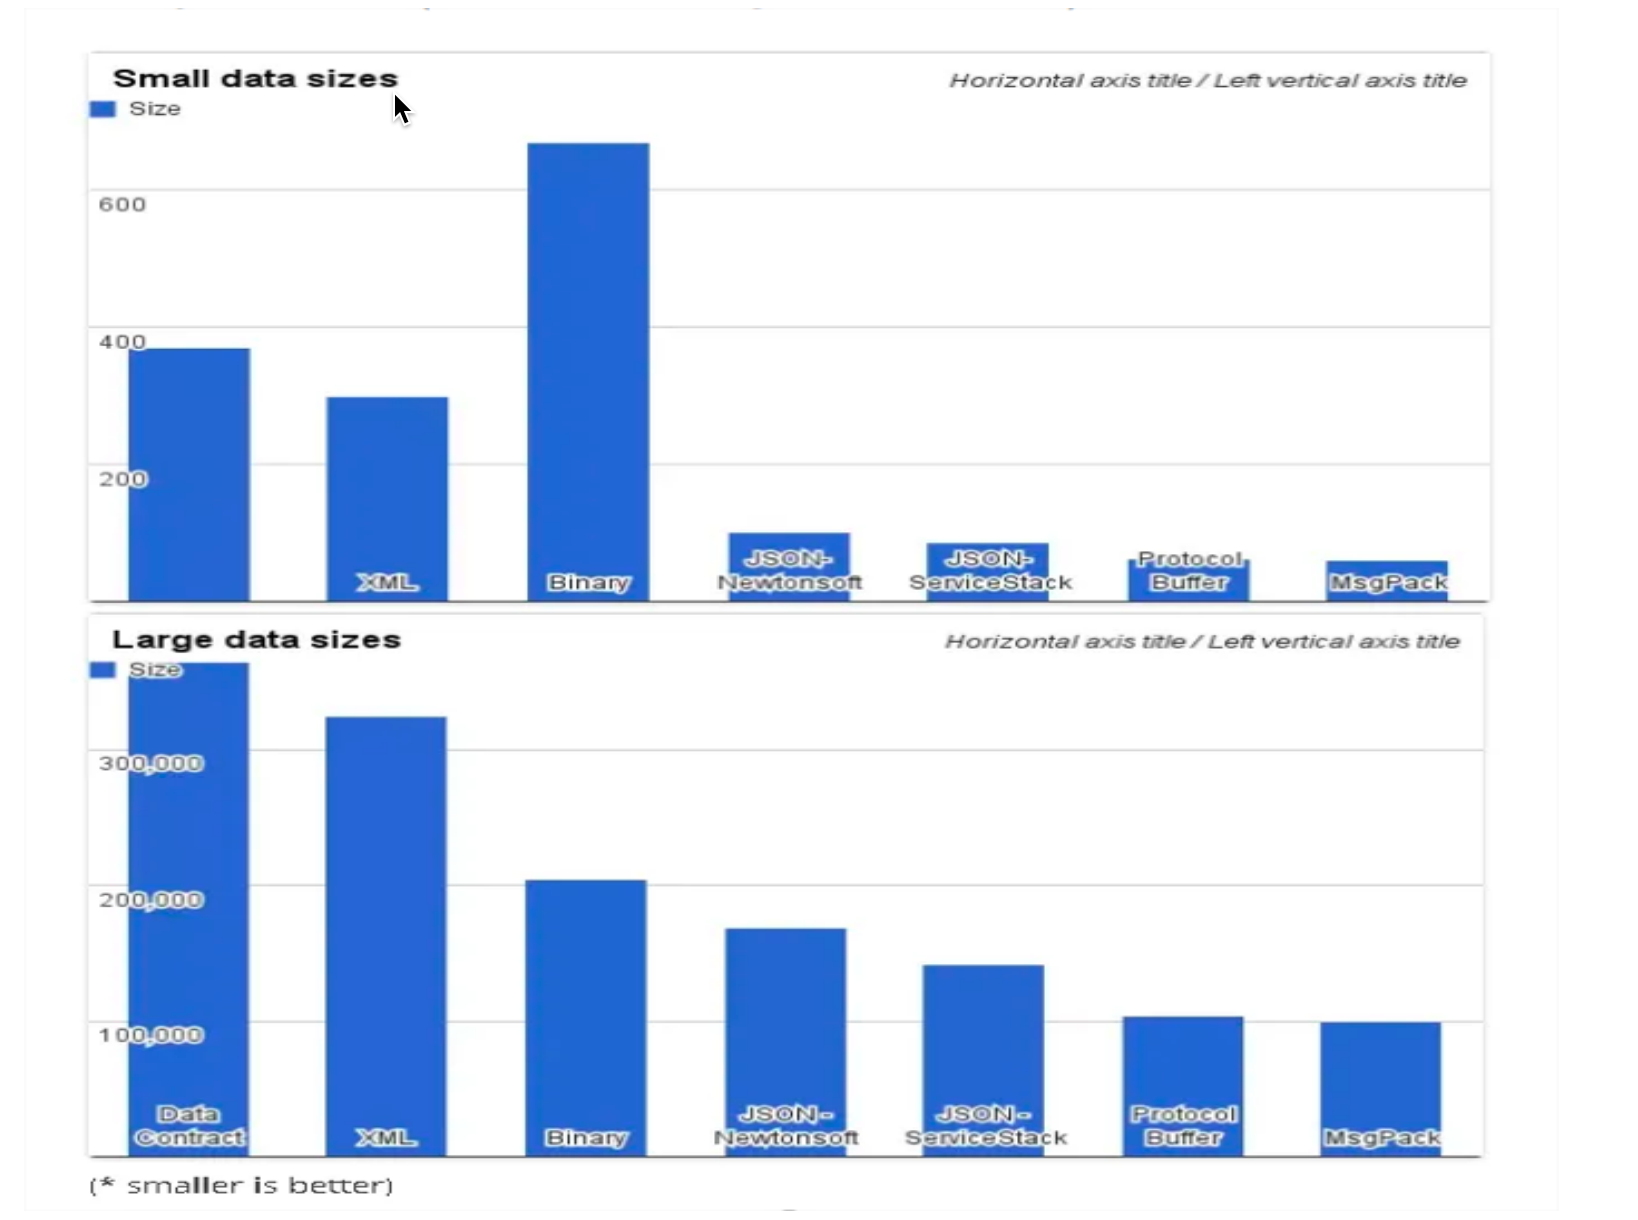 Small data sizes
Horizontal axis title / Left vertical axis title
Size
600
400
200
XML
Binary
JSON-
Newtonsoft
JSON-
ServiceStack
Protocol
Buffer
MsgPack
Large data sizes
Horizontal axis title / Left vertical axis title
Size
300,000
200,000
100,000
Data
Contract
XML
Binary
JSON-
Newtonsoft
JSON-
ServiceStack
Protocol
Buffer
MsgPack
(* smaller is better)